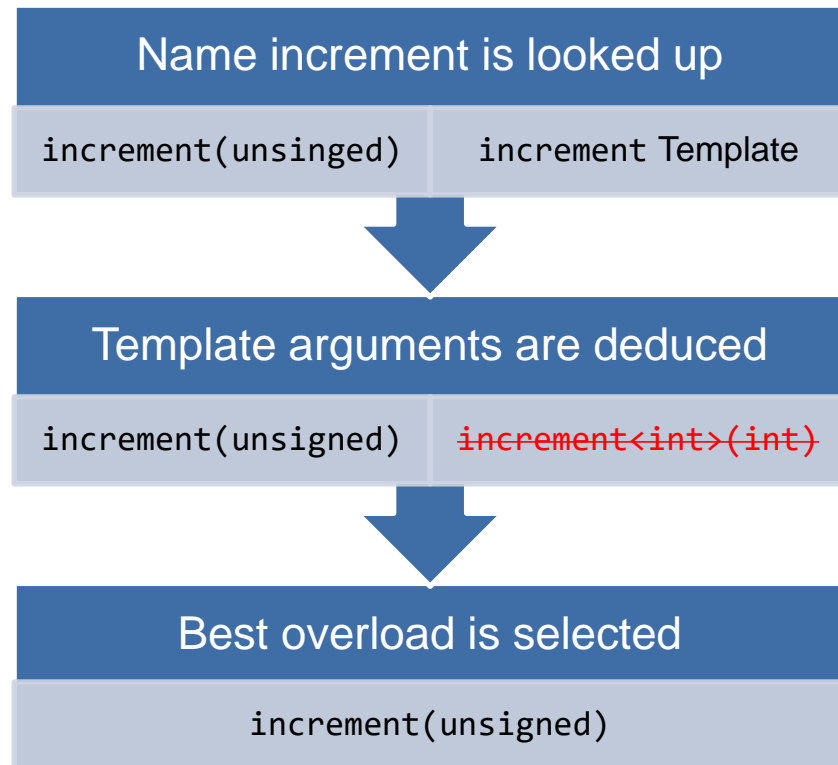 Name increment is looked up
increment(unsinged)
increment Template
Template arguments are deduced
increment(unsigned)
increment<int>(int)
Best overload is selected
increment(unsigned)